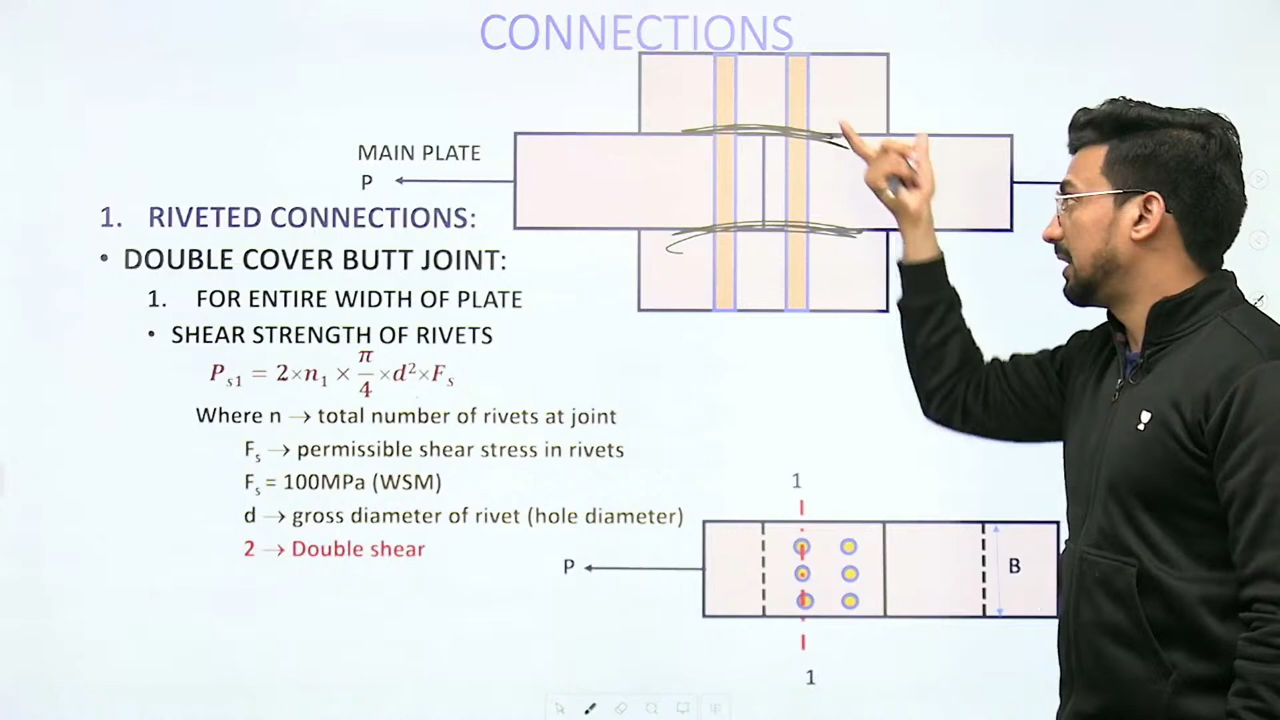 CONNECTIONS
MAIN PLATE
P
1. RIVETED CONNECTIONS:
• DOUBLE COVER BUTT JOINT:
1. FOR ENTIRE WIDTH OF PLATE
• SHEAR STRENGTH OF RIVETS
P_{s1} = 2×n_1 × π/4 ×d²×F_s
Where n → total number of rivets at joint
F_s → permissible shear stress in rivets
F_s = 100MPa (WSM)
d → gross diameter of rivet (hole diameter)
2 → Double shear
1
P
B
1